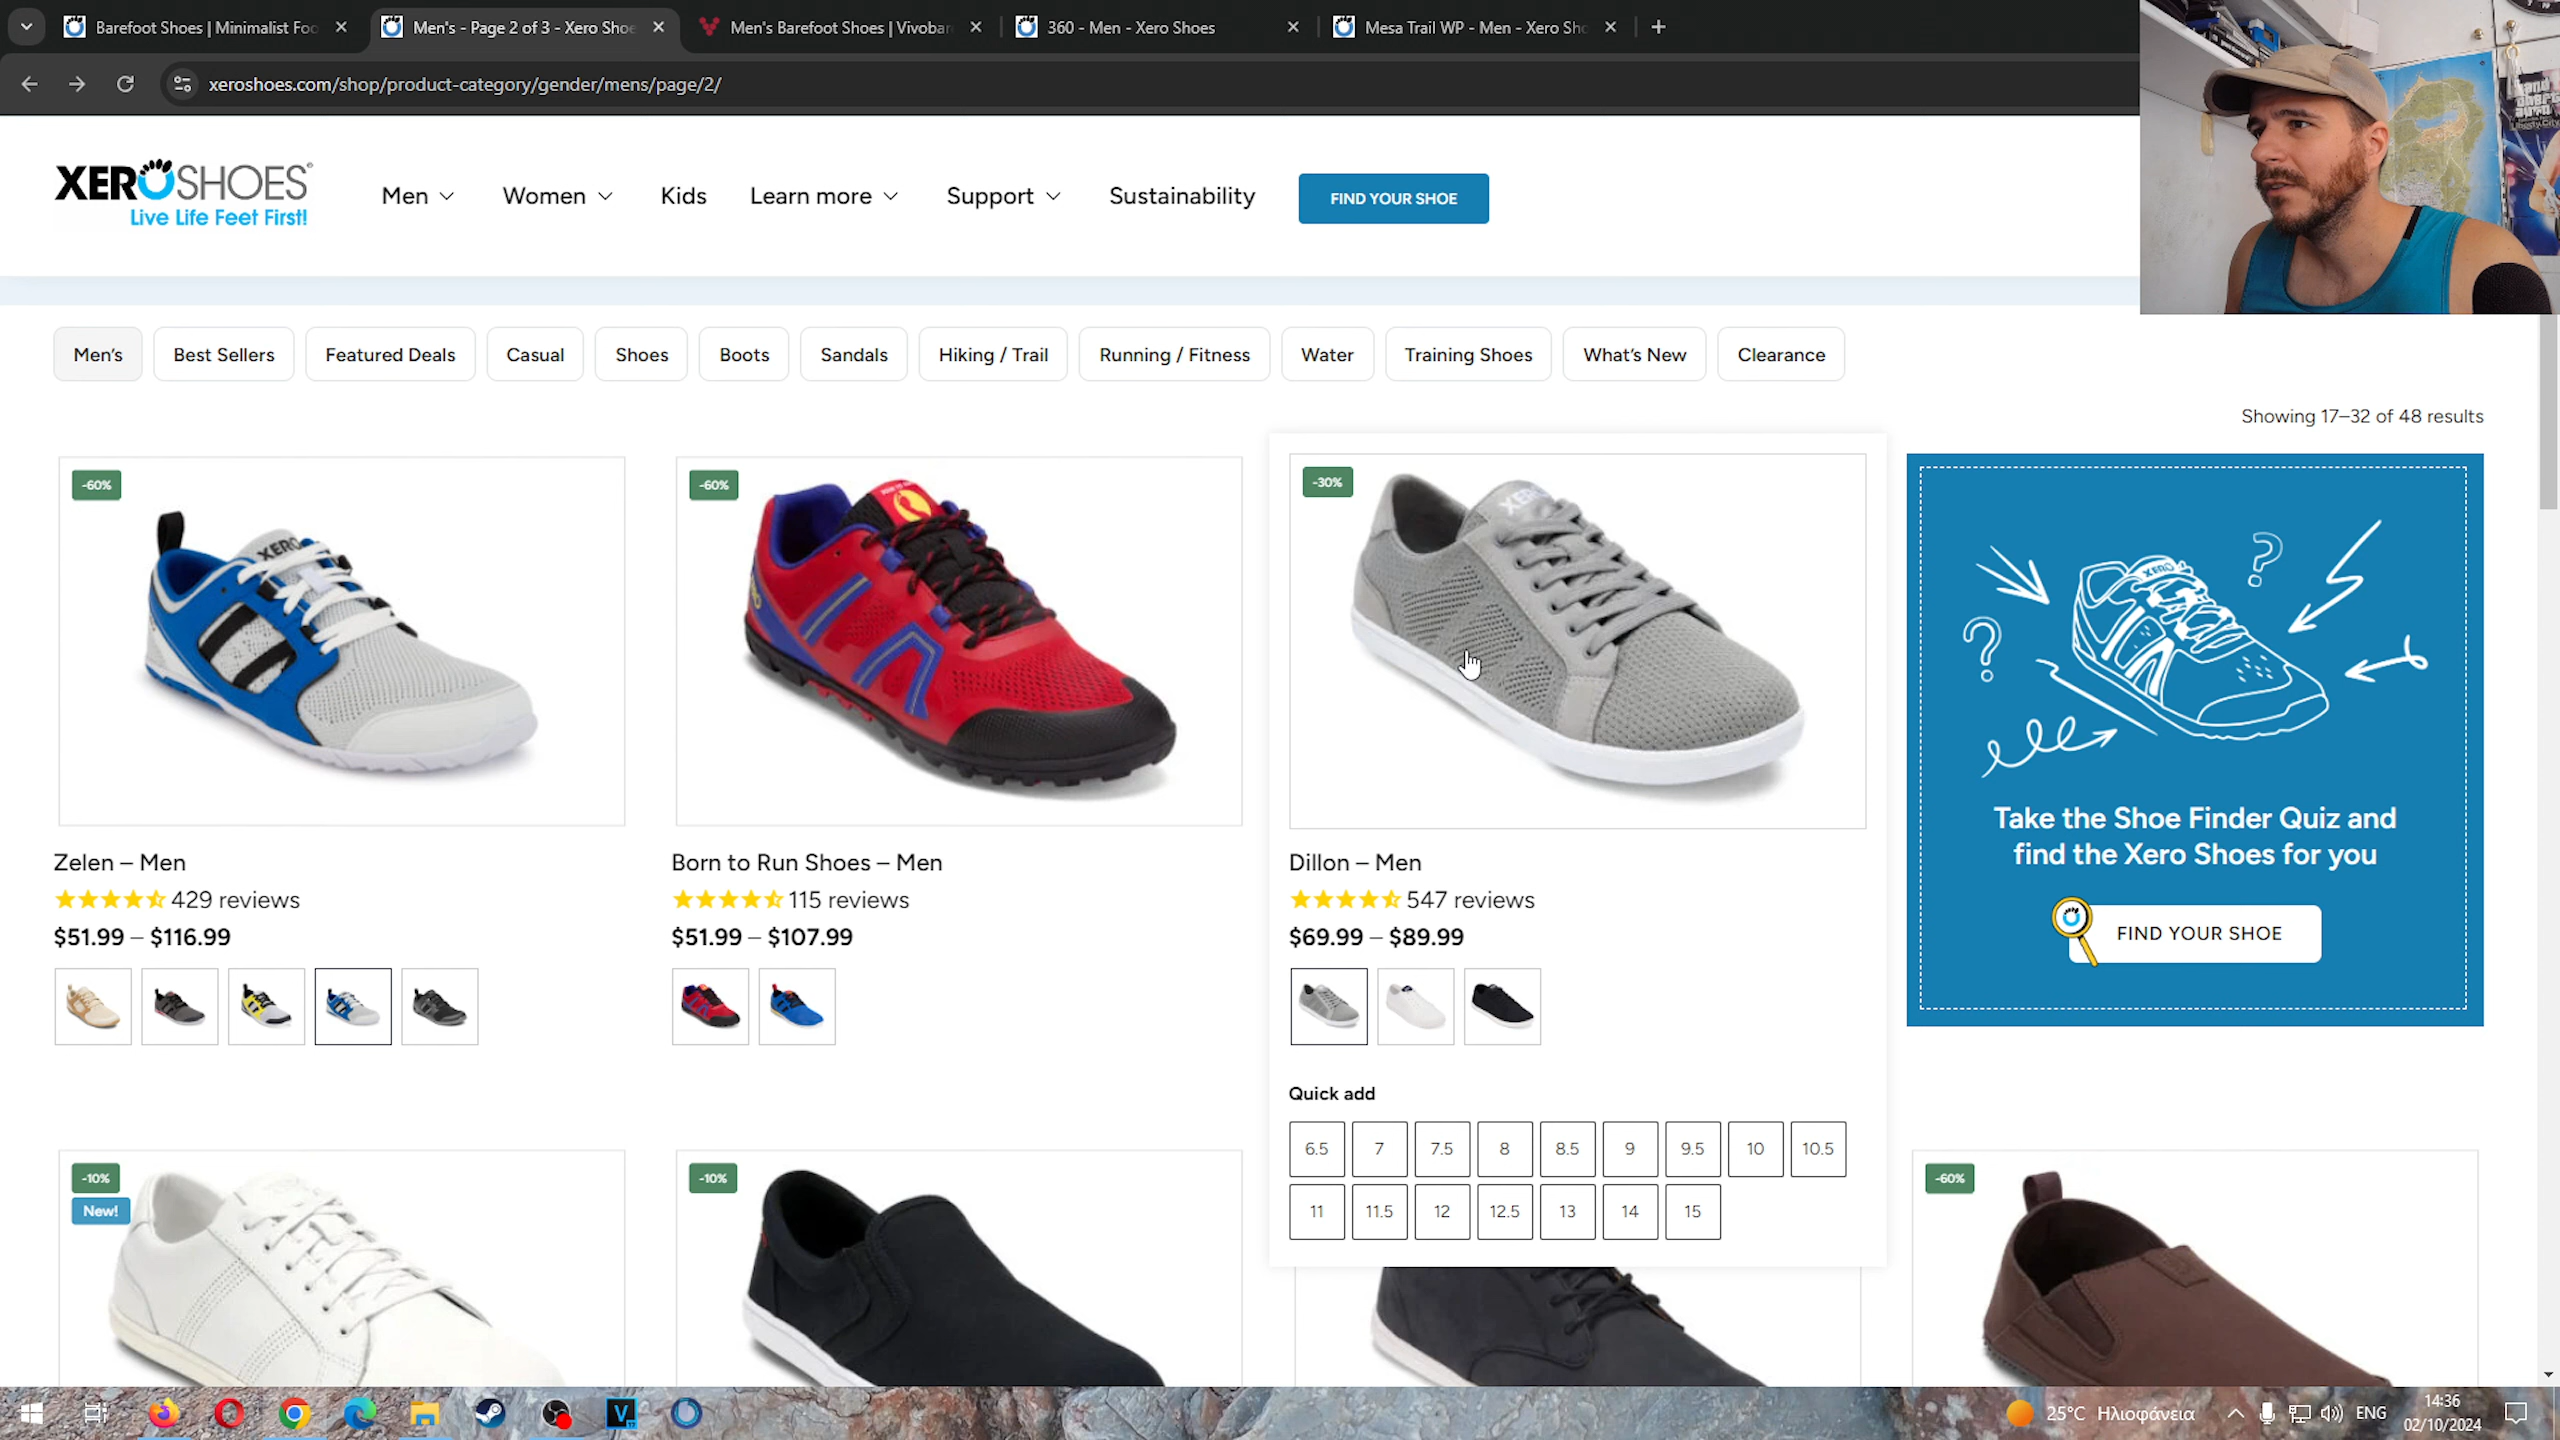 Barefoot Shoes | Minimalist Foo
Men's - Page 2 of 3 - Xero Shoe
Men's Barefoot Shoes | Vivobar
360 - Men - Xero Shoes
Mesa Trail WP - Men - Xero Sho
xeroshoes.com/shop/product-category/gender/mens/page/2/
XEROSHOES®
Live Life Feet First!
Men
Women
Kids
Learn more
Support
Sustainability
FIND YOUR SHOE
Men's
Best Sellers
Featured Deals
Casual
Shoes
Boots
Sandals
Hiking / Trail
Running / Fitness
Water
Training Shoes
What's New
Clearance
Showing 17–32 of 48 results
-60%
XERO
Zelen – Men
429 reviews
$51.99 – $116.99
-60%
Born to Run Shoes – Men
115 reviews
$51.99 – $107.99
-30%
XERO
Dillon – Men
547 reviews
$69.99 – $89.99
Quick add
6.5 7 7.5 8 8.5 9 9.5 10 10.5
11 11.5 12 12.5 13 14 15
XERO
Take the Shoe Finder Quiz and
find the Xero Shoes for you
FIND YOUR SHOE
-10%
New!
-10%
-60%
25°C Ηλιοφάνεια
ENG
14:36
02/10/2024